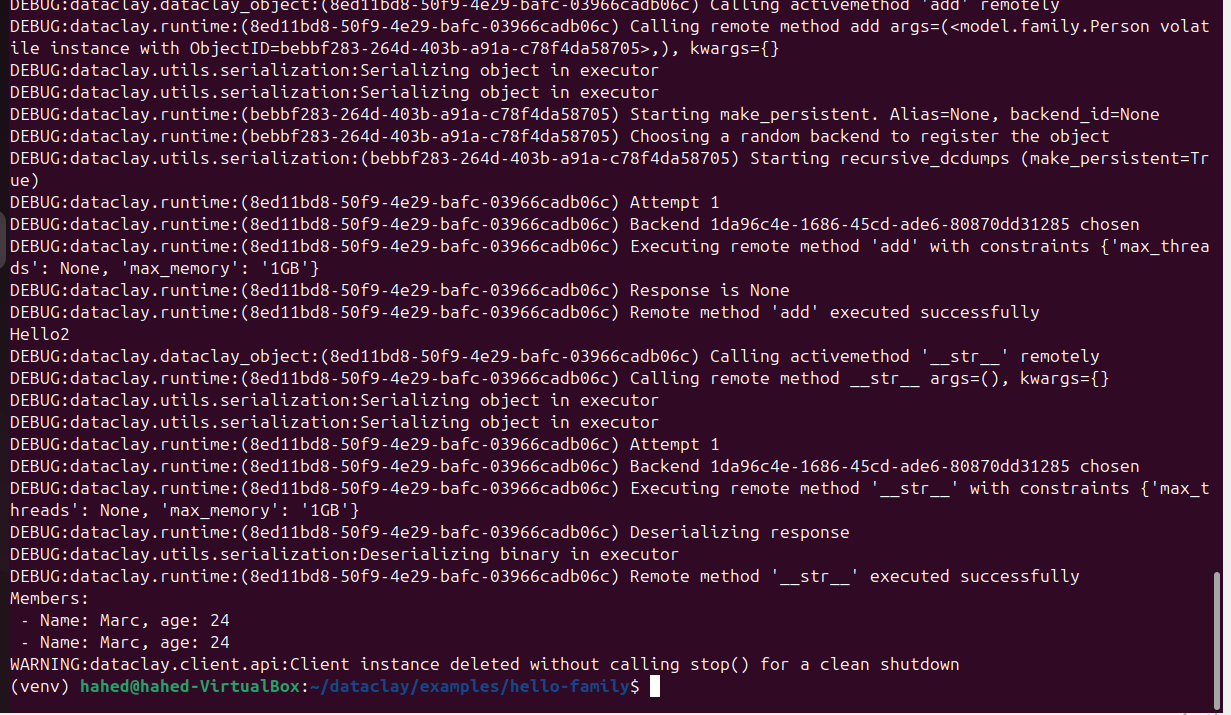 DEBUG:dataclay.dataclay_object:(8ed11bd8-50f9-4e29-bafc-03966cadb06c) Calling activemethod 'add' remotely
DEBUG:dataclay.runtime:(8ed11bd8-50f9-4e29-bafc-03966cadb06c) Calling remote method add args=(<model.family.Person volat
ile instance with ObjectID=bebbf283-264d-403b-a91a-c78f4da58705>,), kwargs={}
DEBUG:dataclay.utils.serialization:Serializing object in executor
DEBUG:dataclay.utils.serialization:Serializing object in executor
DEBUG:dataclay.runtime:(bebbf283-264d-403b-a91a-c78f4da58705) Starting make_persistent. Alias=None, backend_id=None
DEBUG:dataclay.runtime:(bebbf283-264d-403b-a91a-c78f4da58705) Choosing a random backend to register the object
DEBUG:dataclay.utils.serialization:(bebbf283-264d-403b-a91a-c78f4da58705) Starting recursive_dcdumps (make_persistent=Tr
ue)
DEBUG:dataclay.runtime:(8ed11bd8-50f9-4e29-bafc-03966cadb06c) Attempt 1
DEBUG:dataclay.runtime:(8ed11bd8-50f9-4e29-bafc-03966cadb06c) Backend 1da96c4e-1686-45cd-ade6-80870dd31285 chosen
DEBUG:dataclay.runtime:(8ed11bd8-50f9-4e29-bafc-03966cadb06c) Executing remote method 'add' with constraints {'max_threa
ds': None, 'max_memory': '1GB'}
DEBUG:dataclay.runtime:(8ed11bd8-50f9-4e29-bafc-03966cadb06c) Response is None
DEBUG:dataclay.runtime:(8ed11bd8-50f9-4e29-bafc-03966cadb06c) Remote method 'add' executed successfully
Hello2
DEBUG:dataclay.dataclay_object:(8ed11bd8-50f9-4e29-bafc-03966cadb06c) Calling activemethod '__str__' remotely
DEBUG:dataclay.runtime:(8ed11bd8-50f9-4e29-bafc-03966cadb06c) Calling remote method __str__ args=(), kwargs={}
DEBUG:dataclay.utils.serialization:Serializing object in executor
DEBUG:dataclay.utils.serialization:Serializing object in executor
DEBUG:dataclay.runtime:(8ed11bd8-50f9-4e29-bafc-03966cadb06c) Attempt 1
DEBUG:dataclay.runtime:(8ed11bd8-50f9-4e29-bafc-03966cadb06c) Backend 1da96c4e-1686-45cd-ade6-80870dd31285 chosen
DEBUG:dataclay.runtime:(8ed11bd8-50f9-4e29-bafc-03966cadb06c) Executing remote method '__str__' with constraints {'max_t
hreads': None, 'max_memory': '1GB'}
DEBUG:dataclay.runtime:(8ed11bd8-50f9-4e29-bafc-03966cadb06c) Deserializing response
DEBUG:dataclay.utils.serialization:Deserializing binary in executor
DEBUG:dataclay.runtime:(8ed11bd8-50f9-4e29-bafc-03966cadb06c) Remote method '__str__' executed successfully
Members:
 - Name: Marc, age: 24
 - Name: Marc, age: 24
WARNING:dataclay.client.api:Client instance deleted without calling stop() for a clean shutdown
(venv) hahed@hahed-VirtualBox:~/dataclay/examples/hello-family$